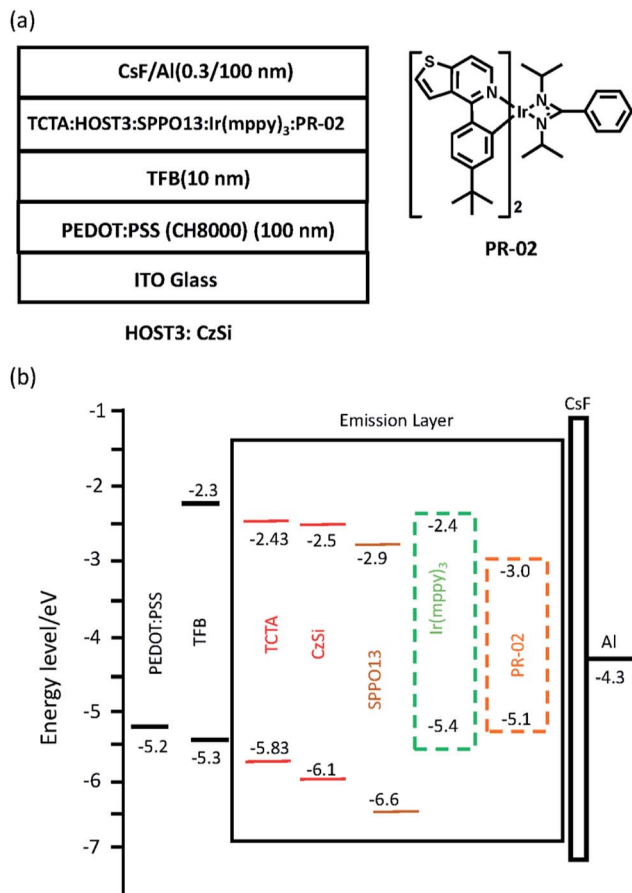 (a)
CsF/Al(0.3/100 nm)
TCTA:HOST3:SPPO13:Ir(mppy)₃:PR-02
TFB(10 nm)
PEDOT:PSS (CH8000) (100 nm)
ITO Glass
HOST3: CzSi
S
N
Ir
N
N
2
PR-02
(b)
Energy level/eV
-1
-2
-3
-4
-5
-6
-7
Emission Layer
CsF
PEDOT:PSS
-5.2
-2.3
TFB
-5.3
-2.43
TCTA
-5.83
-2.5
CzSi
-6.1
-2.9
SPPO13
-6.6
-2.4
Ir(mppy)₃
-5.4
-3.0
PR-02
-5.1
Al
-4.3